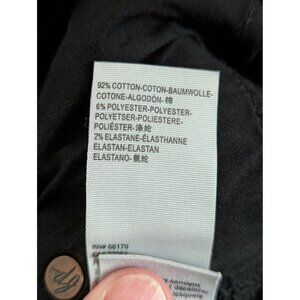 92% COTTON-COTON-BAUMWOLLE-
COTONE-ALGODÓN-棉
6% POLYESTER-POLYESTER-
POLYETSER-POLIESTERE-
POLIÉSTER-涤纶
2% ELASTANE-ÉLASTHANNE
ELASTAN-ELASTAN
ELASTANO-氨纶
RN# 66170